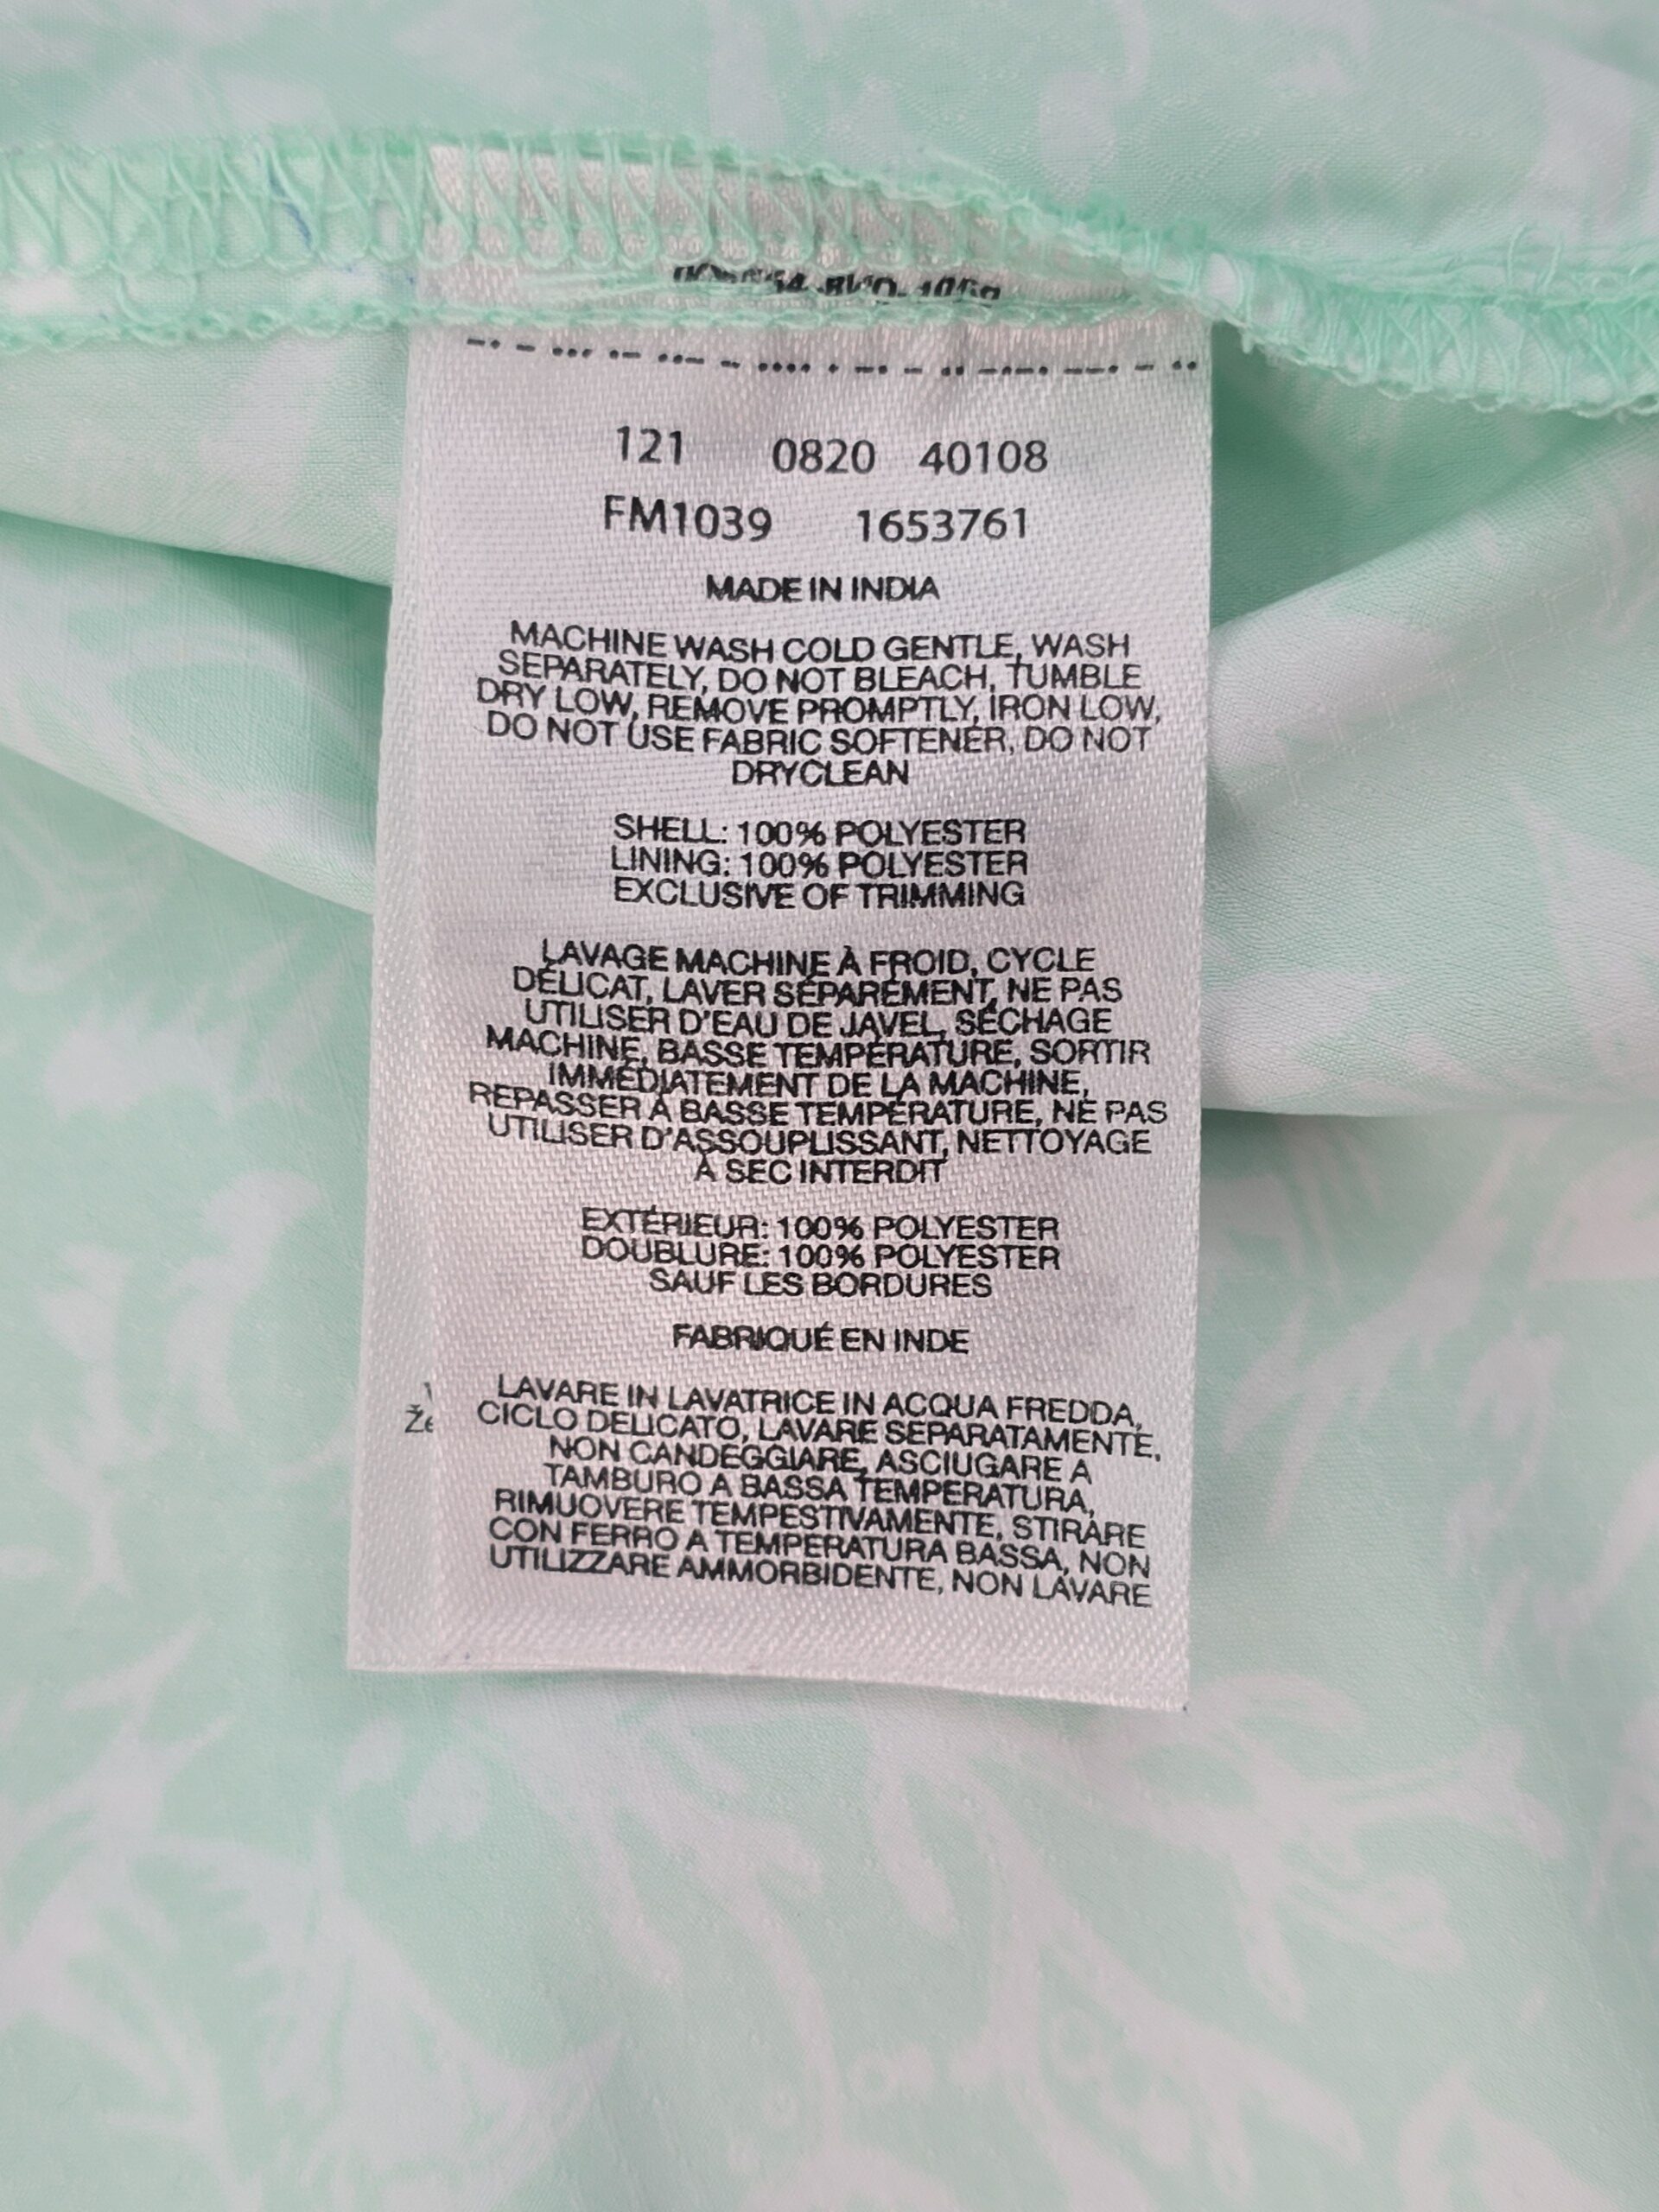 121 0820 40108
FM1039 1653761
MADE IN INDIA
MACHINE WASH COLD GENTLE, WASH
SEPARATELY, DO NOT BLEACH, TUMBLE
DRY LOW, REMOVE PROMPTLY, IRON LOW,
DO NOT USE FABRIC SOFTENER, DO NOT
DRYCLEAN
SHELL: 100% POLYESTER
LINING: 100% POLYESTER
EXCLUSIVE OF TRIMMING
LAVAGE MACHINE À FROID, CYCLE
DÉLICAT, LAVER SÉPARÉMENT, NE PAS
UTILISER D'EAU DE JAVEL, SÉCHAGE
MACHINE, BASSE TEMPÉRATURE, SORTIR
IMMÉDIATEMENT DE LA MACHINE,
REPASSER À BASSE TEMPÉRATURE, NE PAS
UTILISER D'ASSOUPLISSANT, NETTOYAGE
À SEC INTERDIT
EXTÉRIEUR: 100% POLYESTER
DOUBLURE: 100% POLYESTER
SAUF LES BORDURES
FABRIQUÉ EN INDE
LAVARE IN LAVATRICE IN ACQUA FREDDA,
CICLO DELICATO, LAVARE SEPARATAMENTE,
NON CANDEGGIARE, ASCIUGARE A
TAMBURO A BASSA TEMPERATURA,
RIMUOVERE TEMPESTIVAMENTE, STIRARE
CON FERRO A TEMPERATURA BASSA, NON
UTILIZZARE AMMORBIDENTE, NON LAVARE